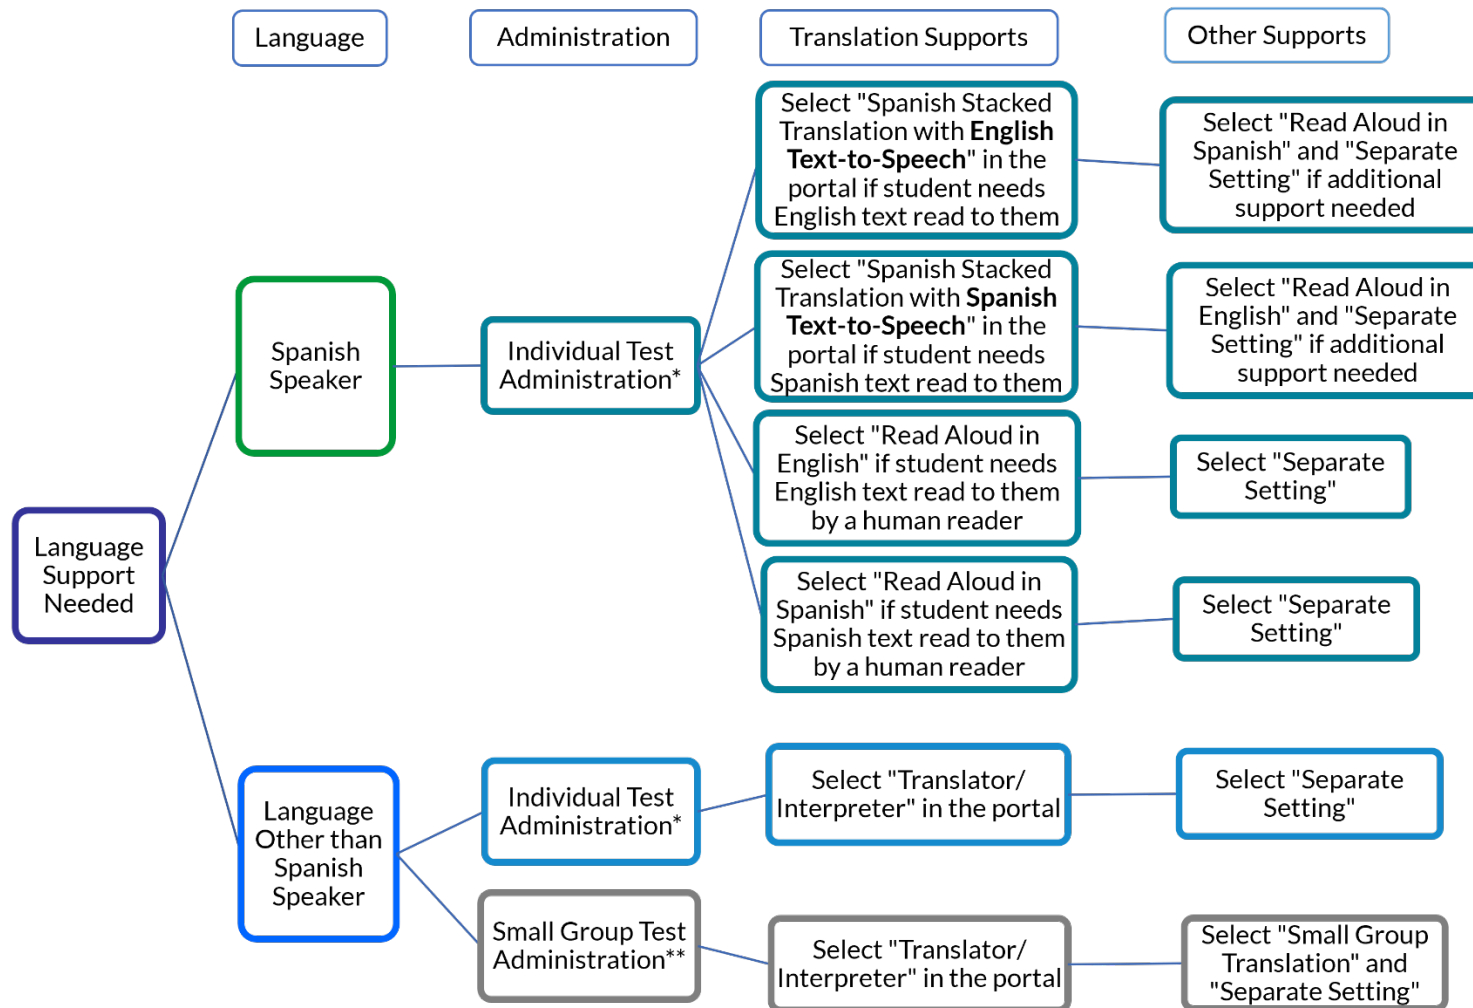 Language
Administration
Translation Supports
Other Supports
Language
Support
Needed
Spanish
Speaker
Individual Test
Administration*
Select "Spanish Stacked
Translation with English
Text-to-Speech" in the
portal if student needs
English text read to them
Select "Read Aloud in
Spanish" and "Separate
Setting" if additional
support needed
Select "Spanish Stacked
Translation with Spanish
Text-to-Speech" in the
portal if student needs
Spanish text read to them
Select "Read Aloud in
English" and "Separate
Setting" if additional
support needed
Select "Read Aloud in
English" if student needs
English text read to them
by a human reader
Select "Separate
Setting"
Select "Read Aloud in
Spanish" if student needs
Spanish text read to them
by a human reader
Select "Separate
Setting"
Language
Other than
Spanish
Speaker
Individual Test
Administration*
Select "Translator/
Interpreter" in the portal
Select "Separate
Setting"
Small Group Test
Administration**
Select "Translator/
Interpreter" in the portal
Select "Small Group
Translation" and
"Separate Setting"